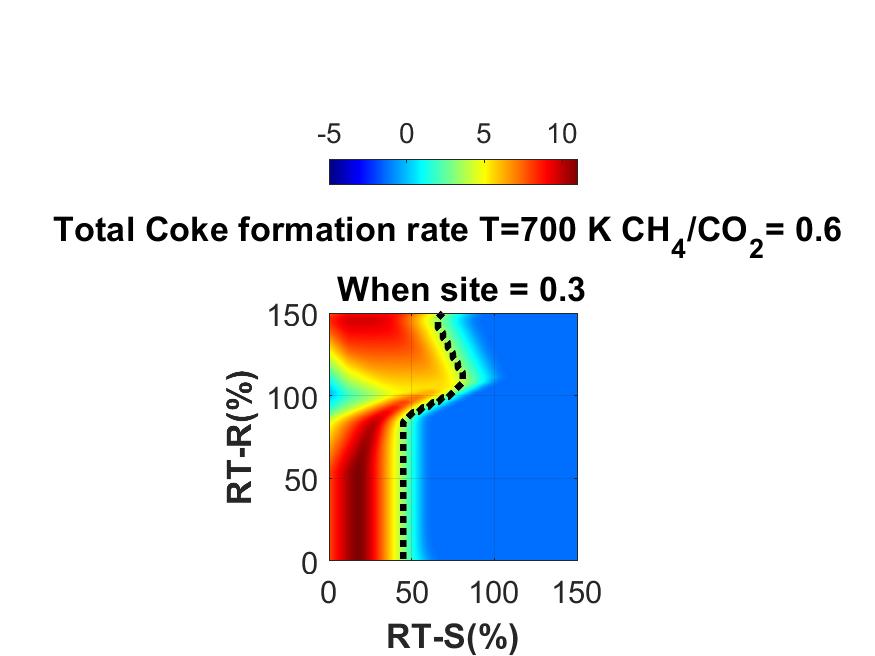 -5 0 5 10
Total Coke formation rate T=700 K CH4/CO2= 0.6
When site = 0.3
150
100
50
0
RT-R(%)
0 50 100 150
RT-S(%)